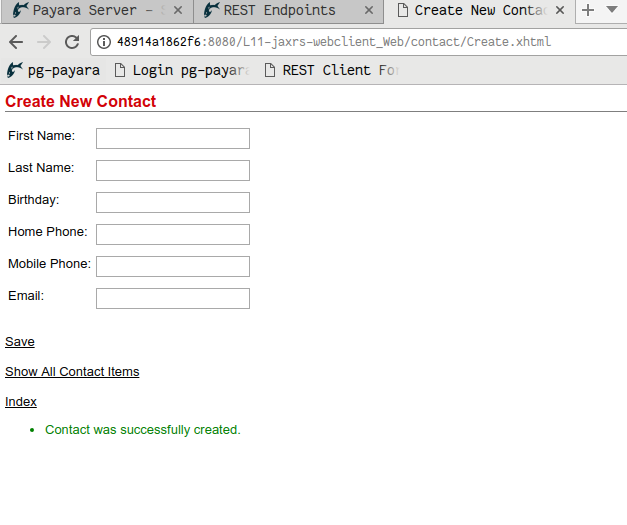 Payara Server –
REST Endpoints
Create New Conta
48914a1862f6:8080/L11-jaxrs-webclient_Web/contact/Create.xhtml
pg-payara
Login pg-payara
REST Client For
Create New Contact
First Name:
Last Name:
Birthday:
Home Phone:
Mobile Phone:
Email:
Save
Show All Contact Items
Index
Contact was successfully created.